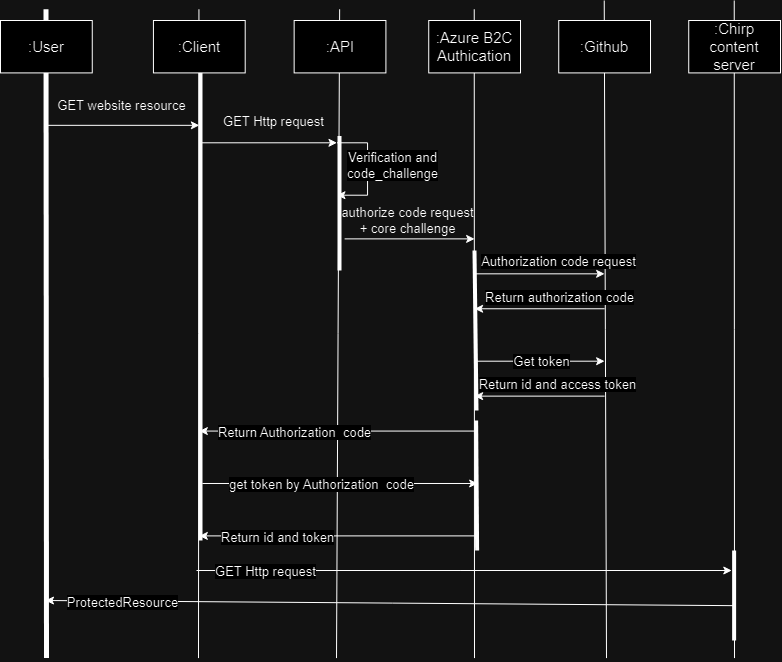 :User
:Client
:API
:Azure B2C
Authication
:Github
:Chirp
content
server
GET website resource
GET Http request
Verification and
code_challenge
authorize code request
+ core challenge
Authorization code request
Return authorization code
Get token
Return id and access token
Return Authorization code
get token by Authorization code
Return id and token
GET Http request
ProtectedResource